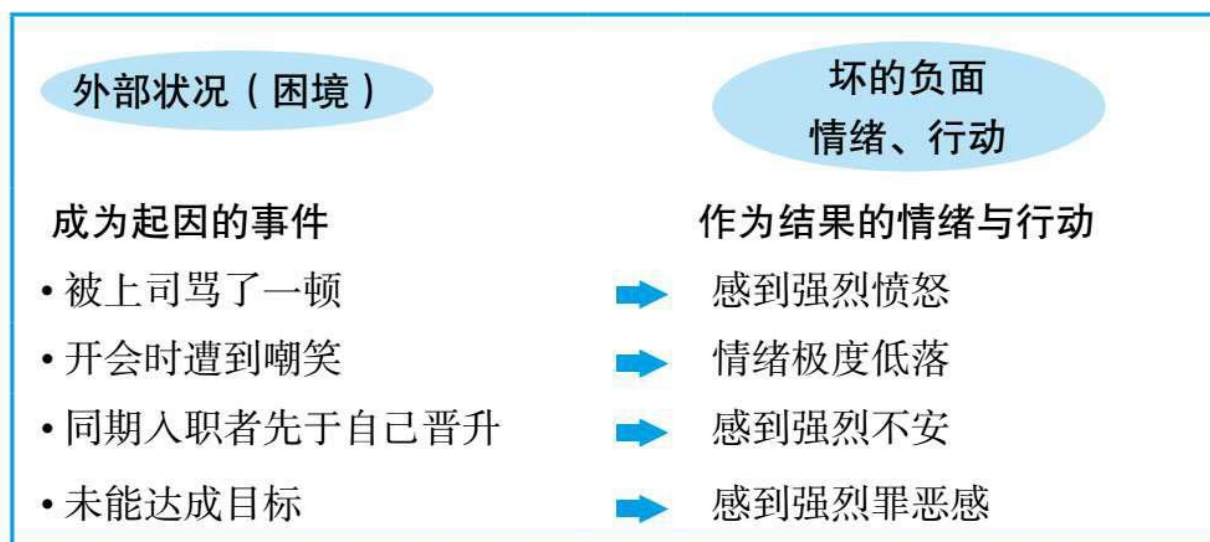 外部状况（困境）
坏的负面
情绪、行动
成为起因的事件
作为结果的情绪与行动
• 被上司骂了一顿
感到强烈愤怒
• 开会时遭到嘲笑
情绪极度低落
• 同期入职者先于自己晋升
感到强烈不安
• 未能达成目标
感到强烈罪恶感